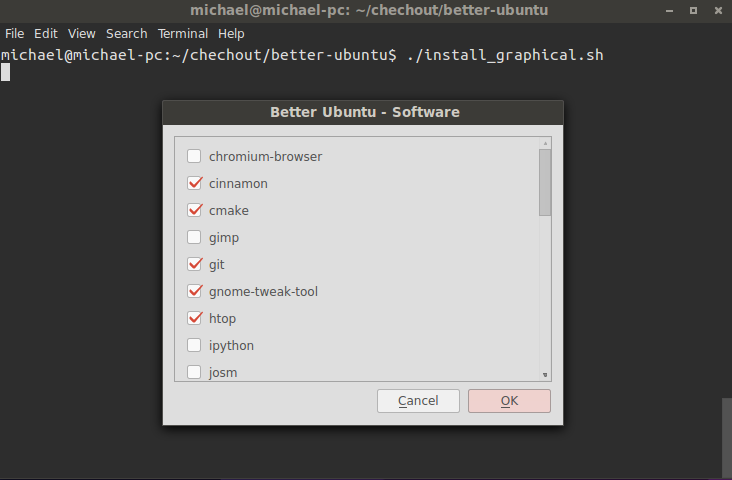 michael@michael-pc: ~/chechout/better-ubuntu
File Edit View Search Terminal Help
michael@michael-pc:~/chechout/better-ubuntu$ ./install_graphical.sh
Better Ubuntu - Software
chromium-browser
cinnamon
cmake
gimp
git
gnome-tweak-tool
htop
ipython
josm
Cancel OK